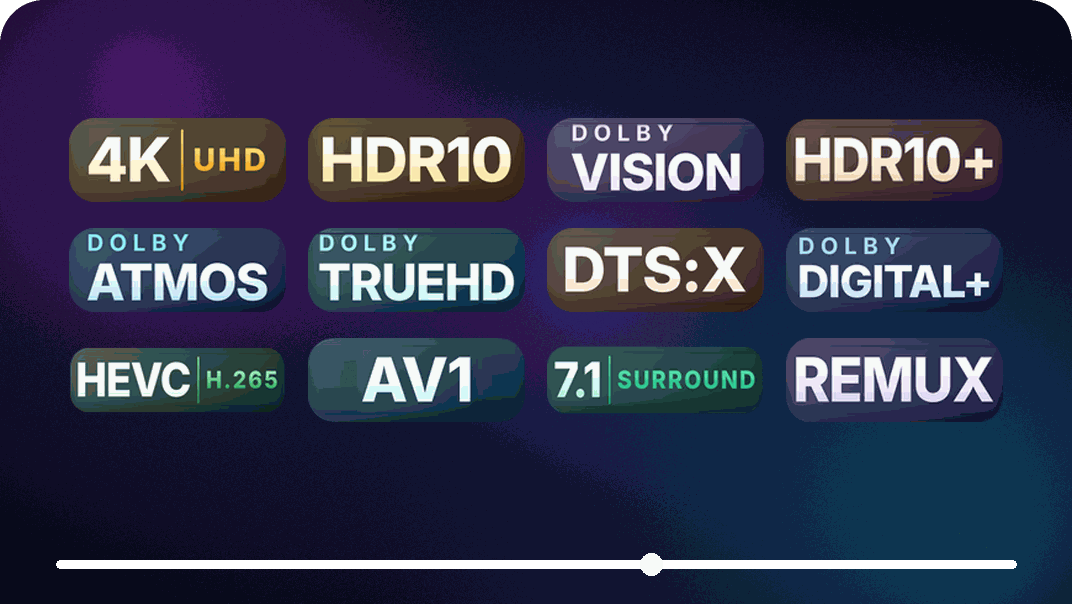 4K UHD
HDR10
DOLBY
VISION
HDR10+
DOLBY
ATMOS
DOLBY
TRUEHD
DTS:X
DOLBY
DIGITAL+
HEVC H.265
AV1
7.1 SURROUND
REMUX